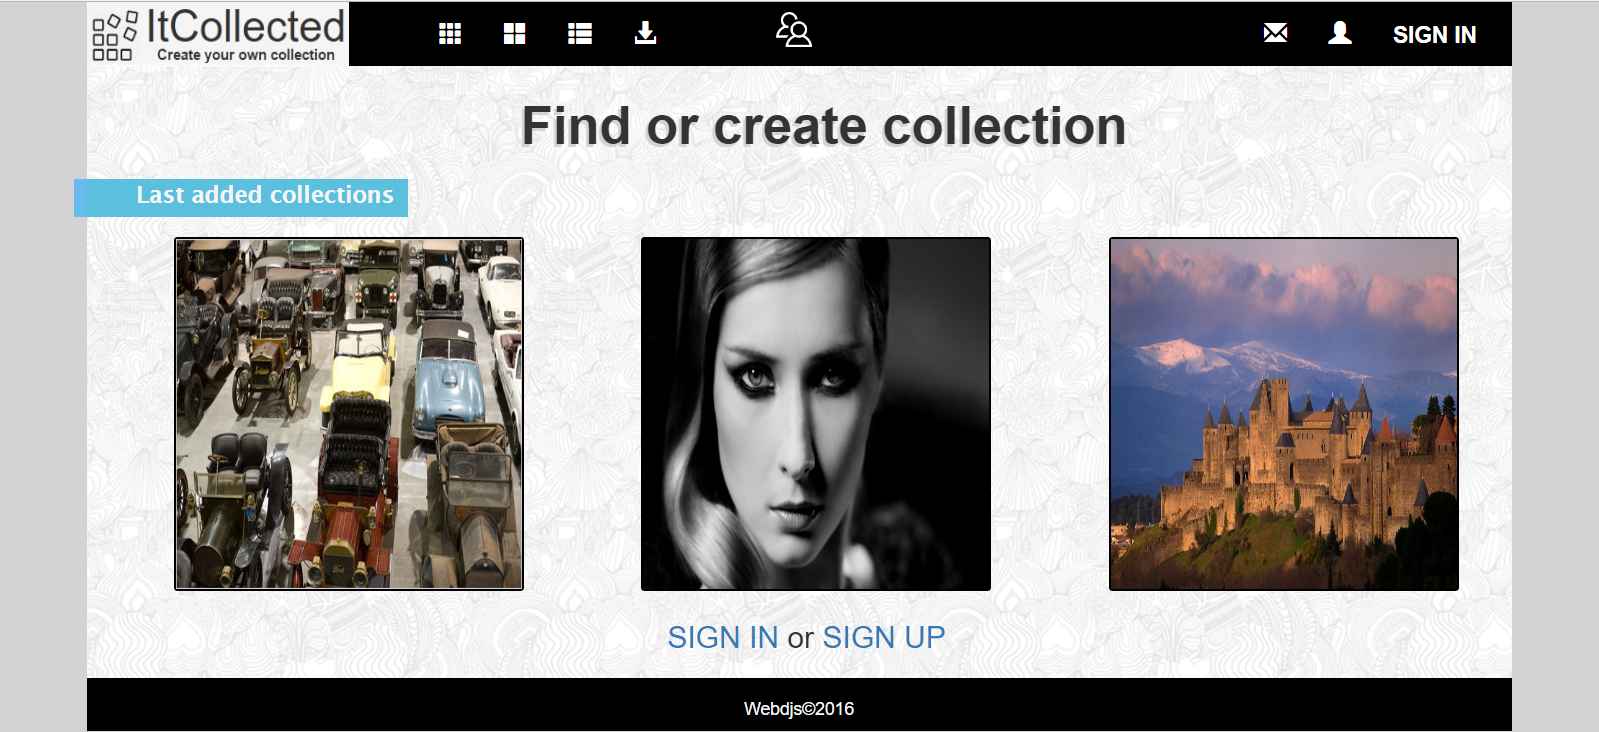 ItCollected
Create your own collection
SIGN IN
Find or create collection
Last added collections
SIGN IN or SIGN UP
Webdjs©2016